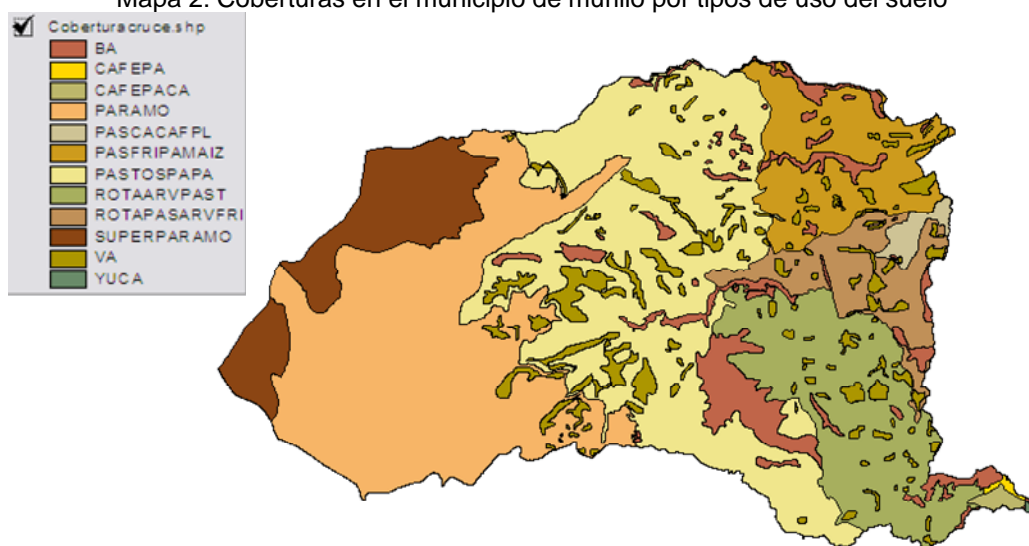 Mapa 2. Coberturas en el municipio de murillo por tipos de uso del suelo
Coberturacruce.shp
BA
CAFEPA
CAFEPACA
PARAMO
PASCACAFPL
PASFRIPAMAIZ
PASTOSPAPA
ROTAARVPAST
ROTAPASARVFRI
SUPERPARAMO
VA
YUCA